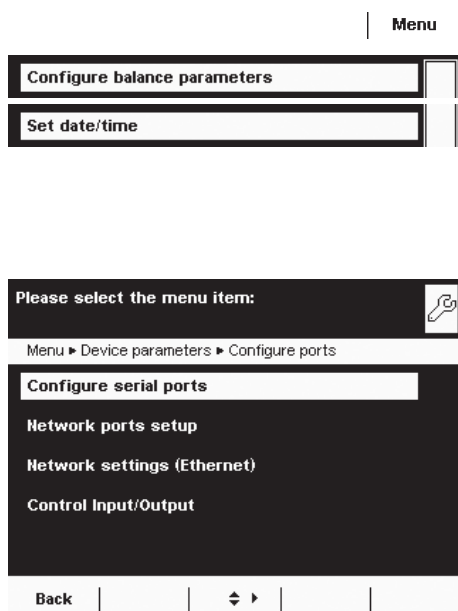 Menu
Configure balance parameters
Set date/time
Please select the menu item:
Menu ▸ Device parameters ▸ Configure ports
Configure serial ports
Network ports setup
Network settings (Ethernet)
Control Input/Output
Back